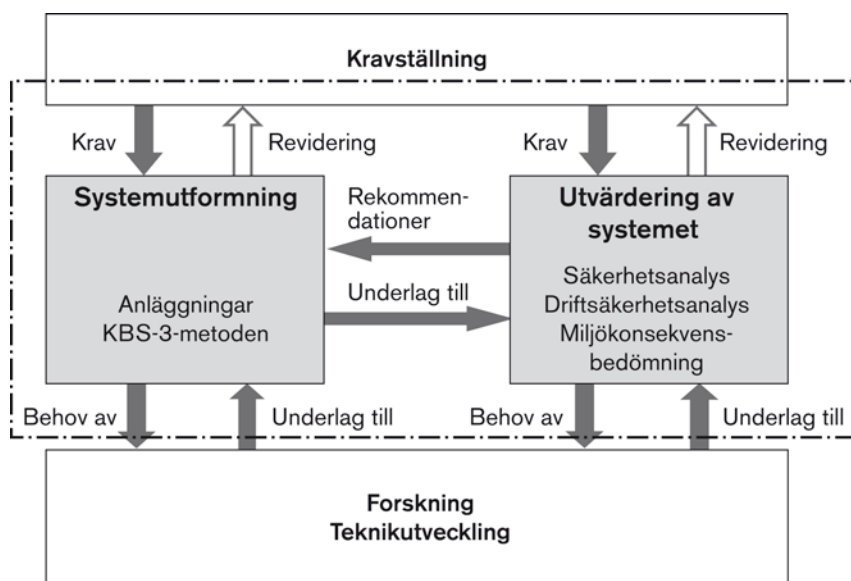 Kravställning
Krav
Revidering
Krav
Revidering
Systemutformning
Anläggningar
KBS-3-metoden
Rekommen-
dationer
Underlag till
Utvärdering av
systemet
Säkerhetsanalys
Driftsäkerhetsanalys
Miljökonsekvens-
bedömning
Behov av
Underlag till
Behov av
Underlag till
Forskning
Teknikutveckling